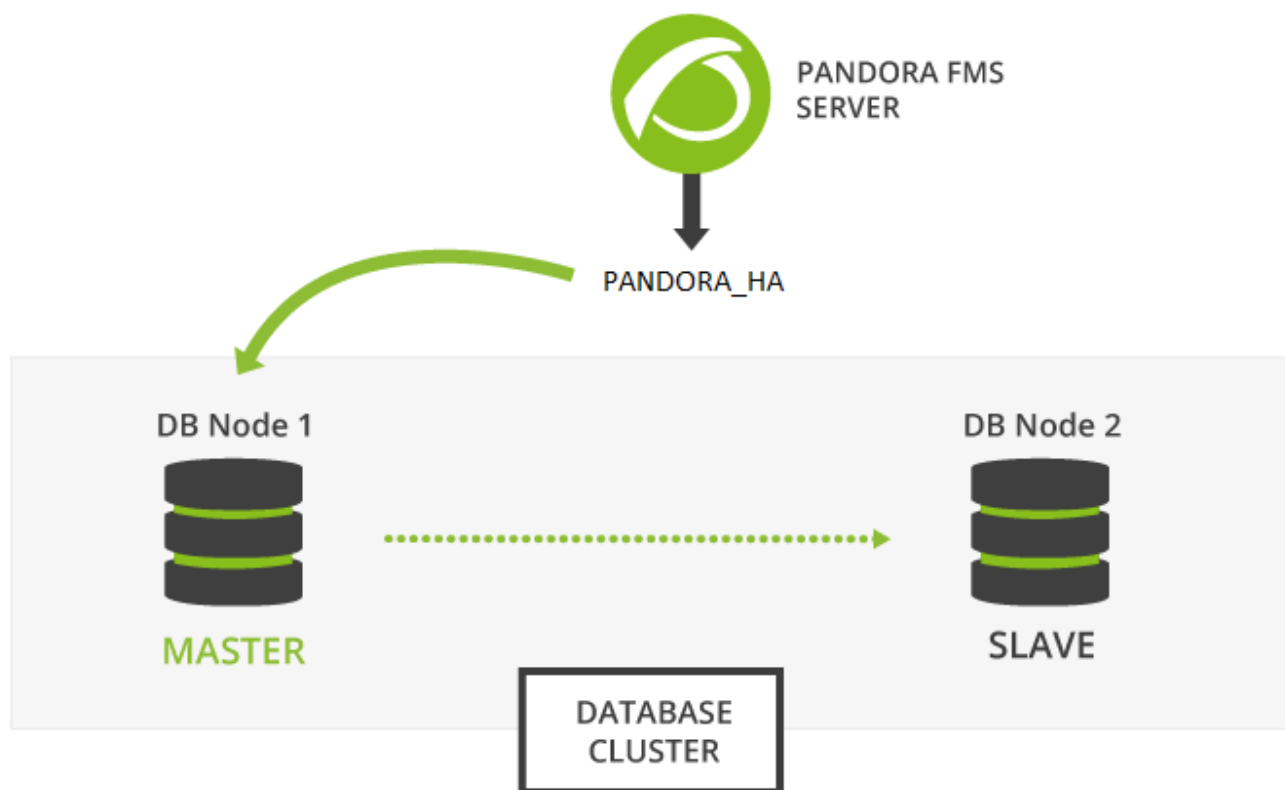 PANDORA FMS
SERVER
PANDORA_HA
DB Node 1
DB Node 2
MASTER
SLAVE
DATABASE
CLUSTER